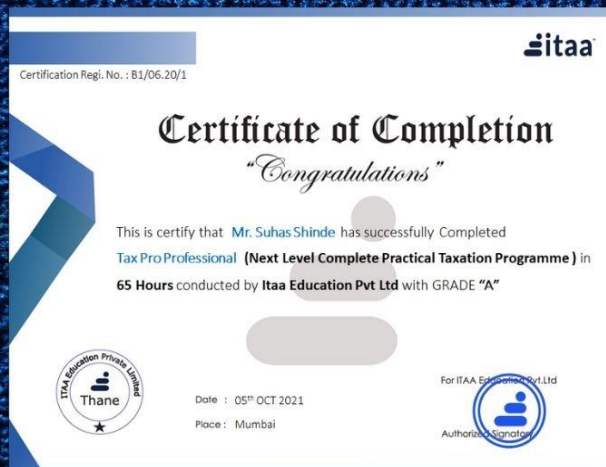 itaa
Certification Regi. No. : B1/06.20/1
Certificate of Completion
“Congratulations”
This is certify that Mr. Suhas Shinde has successfully Completed
Tax Pro Professional (Next Level Complete Practical Taxation Programme) in
65 Hours conducted by Itaa Education Pvt Ltd with GRADE “A”
ITAA Education Private Limited
Thane
Date : 05th OCT 2021
Place : Mumbai
For ITAA Education Pvt.Ltd
Authorized Signatory